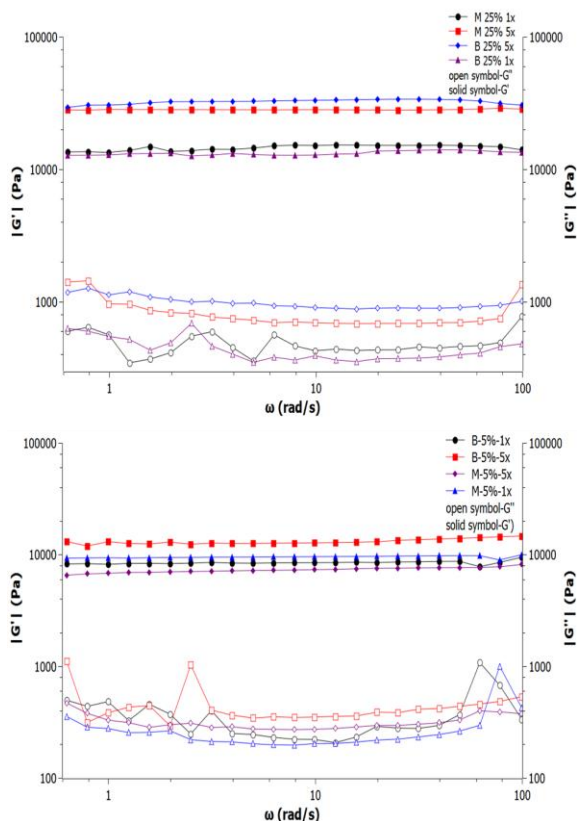 M 25% 1x
M 25% 5x
B 25% 5x
B 25% 1x
open symbol-G"
solid symbol-G'
100000
10000
1000
|G'| (Pa)
100000
10000
1000
|G"| (Pa)
1
10
100
ω (rad/s)
B-5%-1x
B-5%-5x
M-5%-5x
M-5%-1x
open symbol-G"
solid symbol-G')
100000
10000
1000
100
|G'| (Pa)
100000
10000
1000
100
|G"| (Pa)
1
10
100
ω (rad/s)